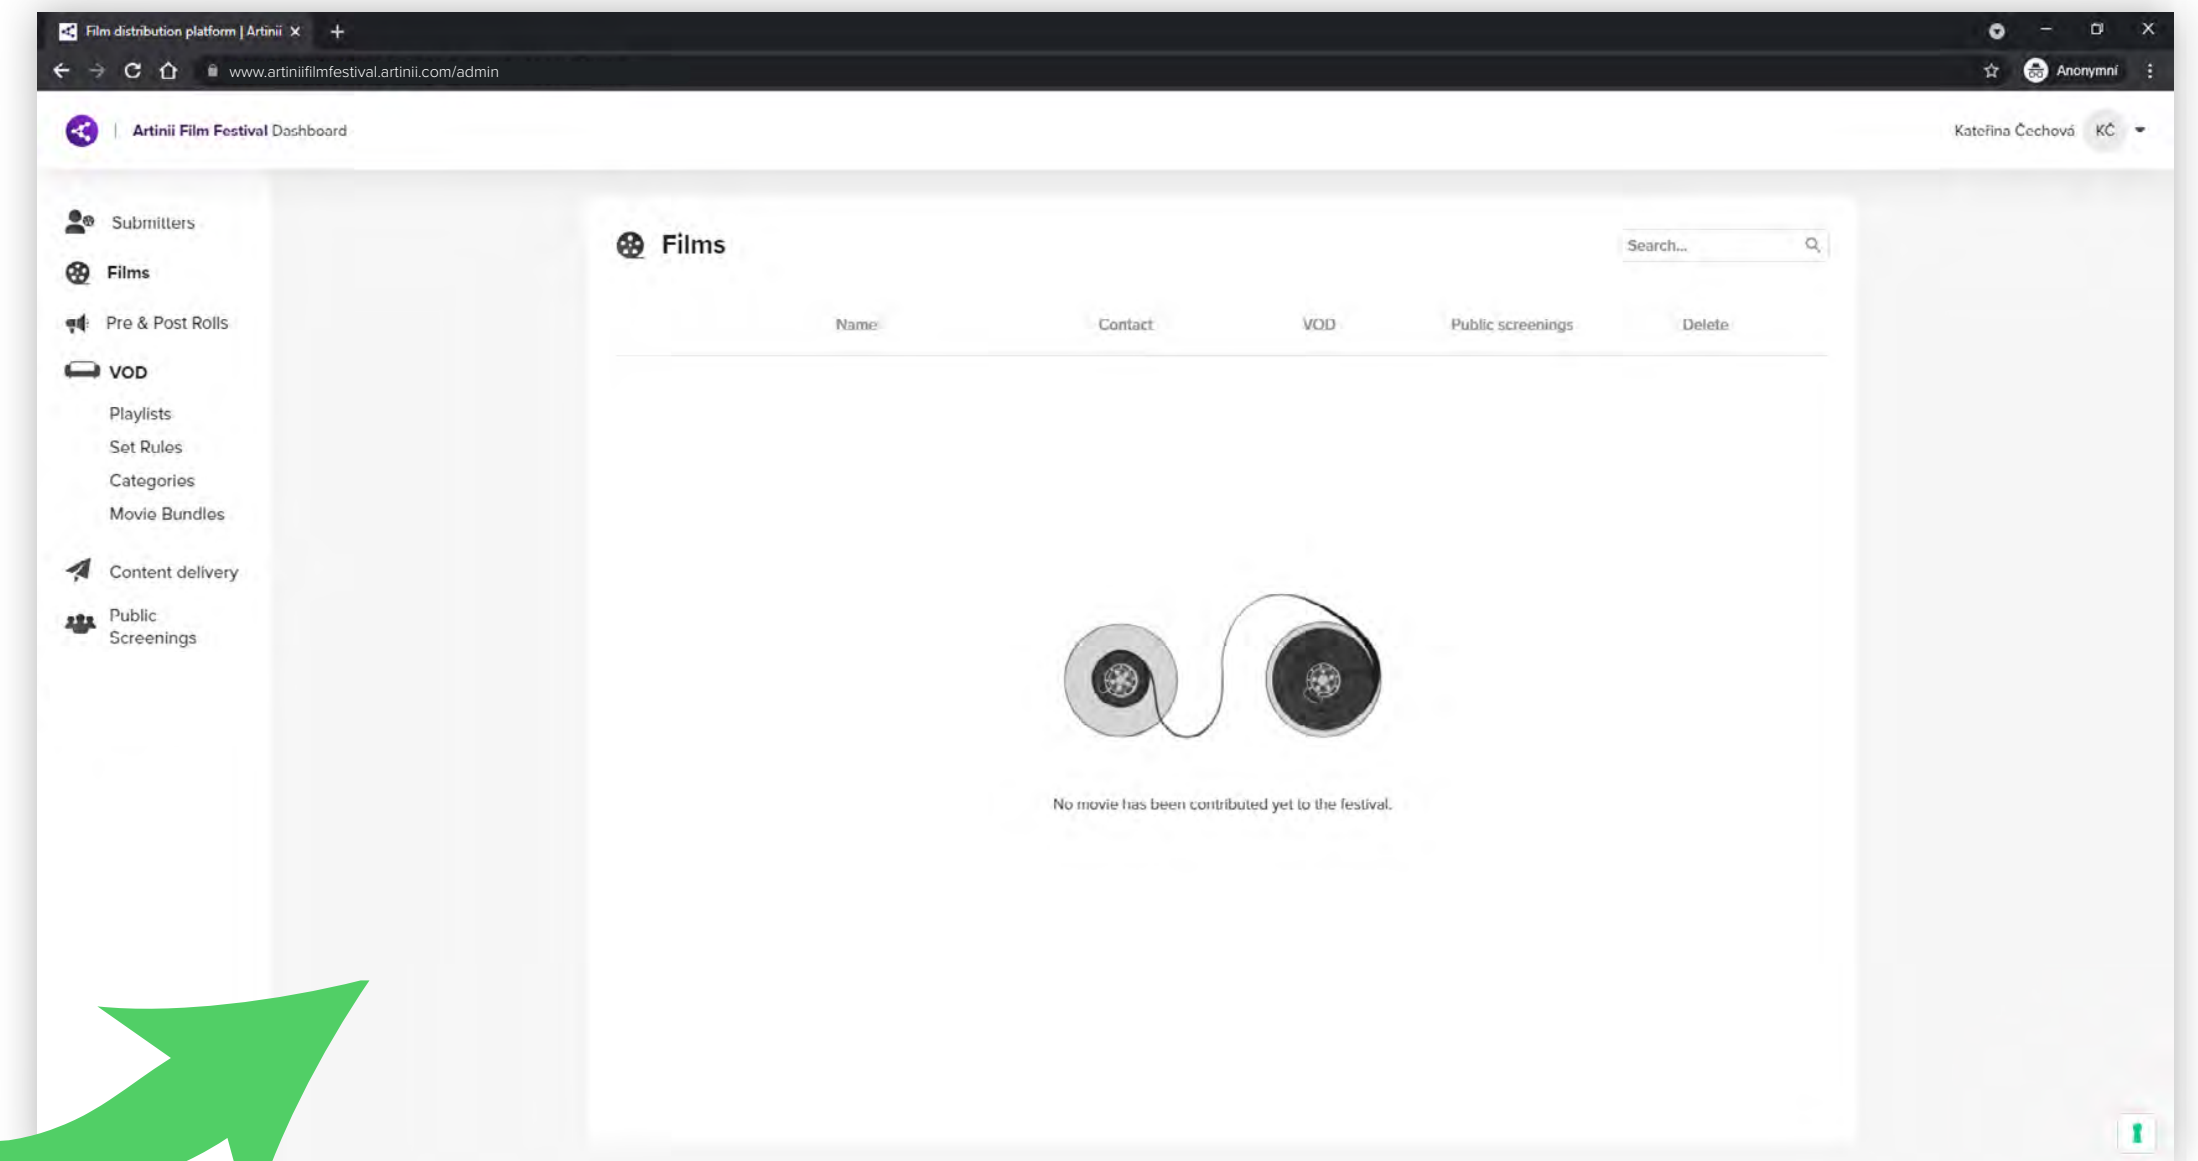 Film distribution platform | Artinii
www.artiniifilmfestival.artinii.com/admin
Anonymní
Artinii Film Festival Dashboard
Kateřina Čechová KČ
Submitters
Films
Pre & Post Rolls
VOD
Playlists
Set Rules
Categories
Movie Bundles
Content delivery
Public
Screenings
Films
Search...
Name Contact VOD Public screenings Delete
No movie has been contributed yet to the festival.